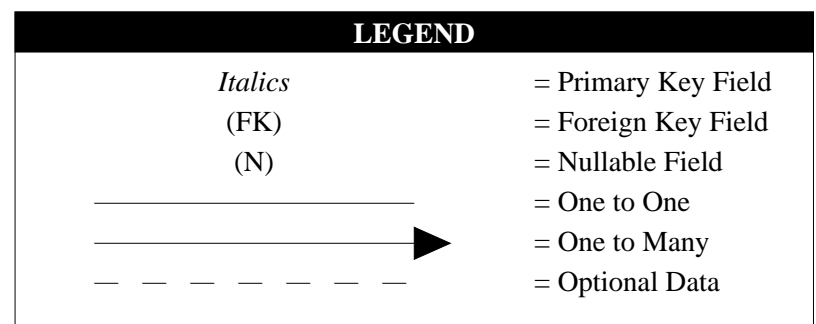 LEGEND
Italics = Primary Key Field
(FK) = Foreign Key Field
(N) = Nullable Field
= One to One
= One to Many
= Optional Data